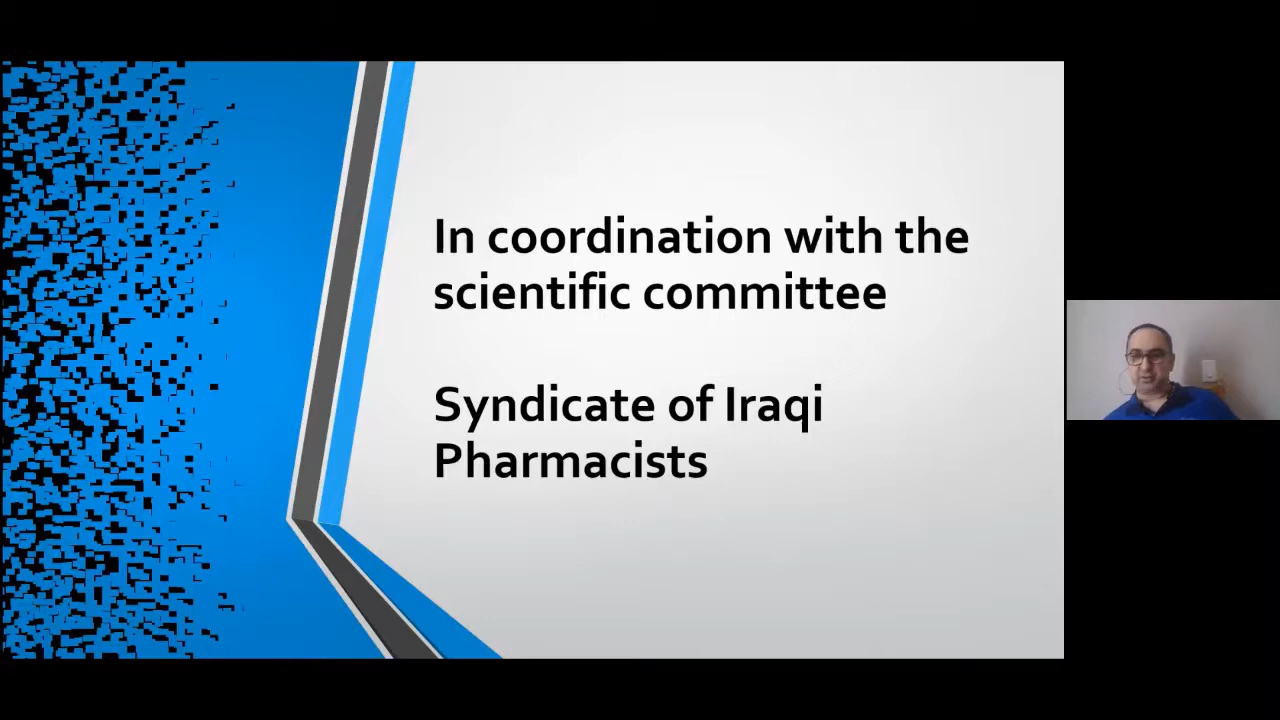 In coordination with the
scientific committee
Syndicate of Iraqi
Pharmacists